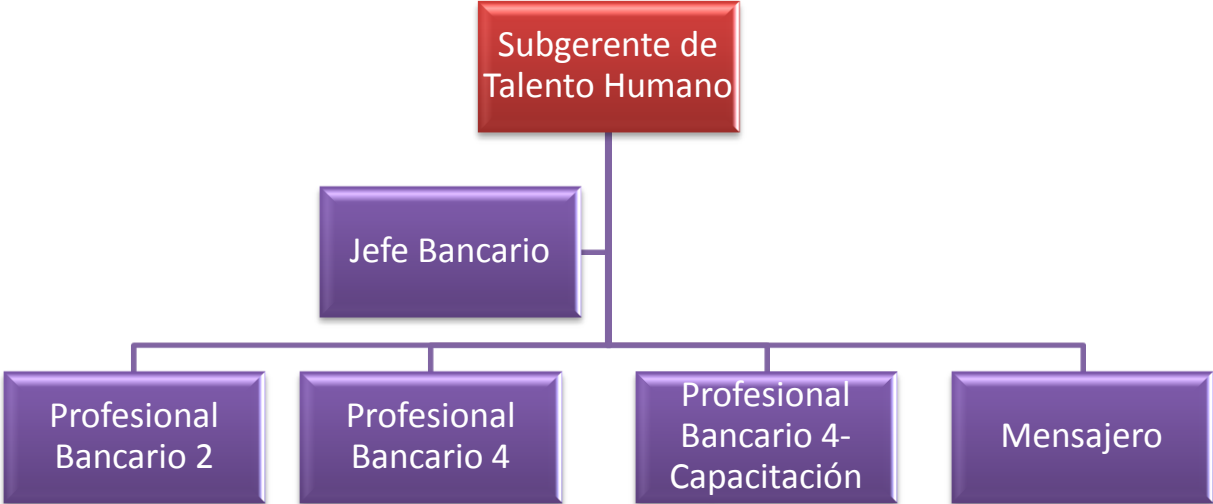 Subgerente de
Talento Humano
Jefe Bancario
Profesional
Bancario 2
Profesional
Bancario 4
Profesional
Bancario 4-
Capacitación
Mensajero